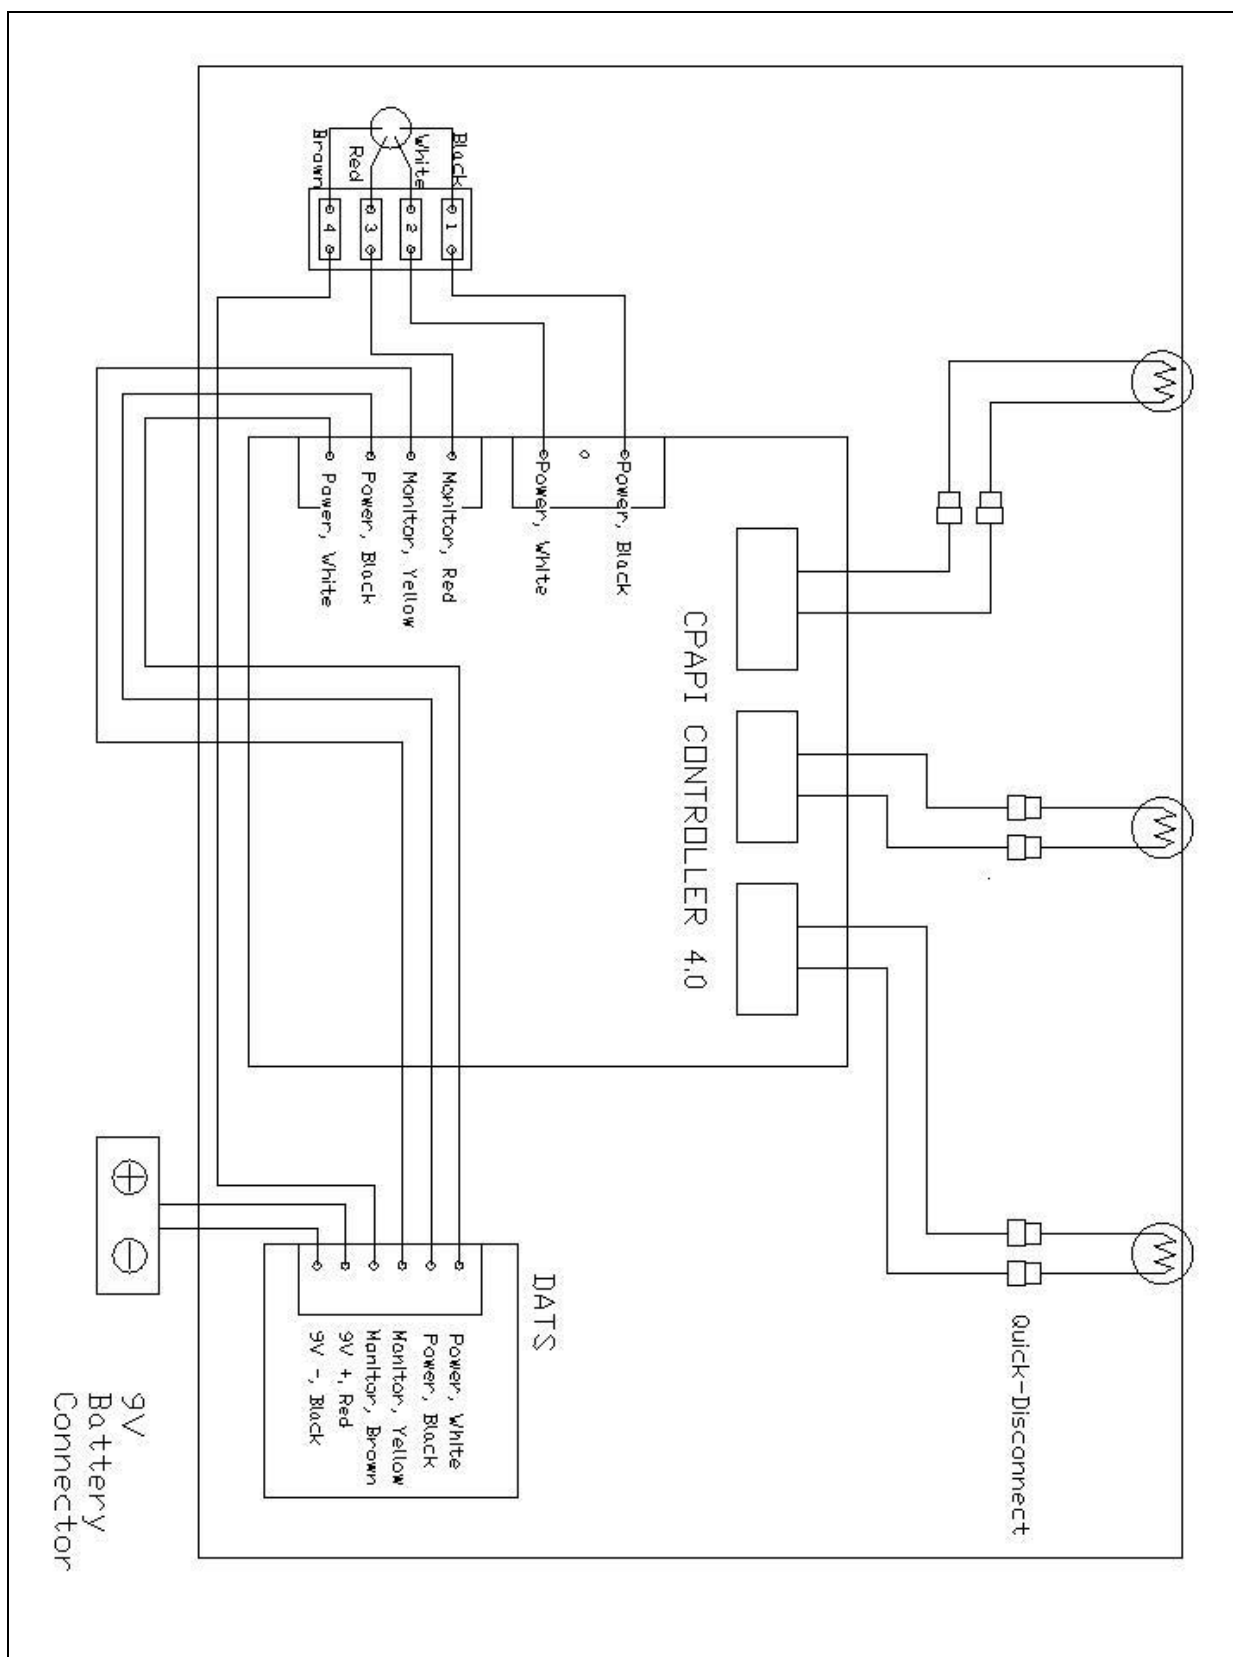 Quick-Disconnect
CPAPI CONTROLLER 4.0
Black
White
Red
Brown
1
2
3
4
Power, Black
Power, White
Monitor, Red
Monitor, Yellow
Power, Black
Power, White
DATS
Power, White
Power, Black
Monitor, Yellow
Monitor, Brown
9V +, Red
9V -, Black
+
-
9V
Battery
Connector